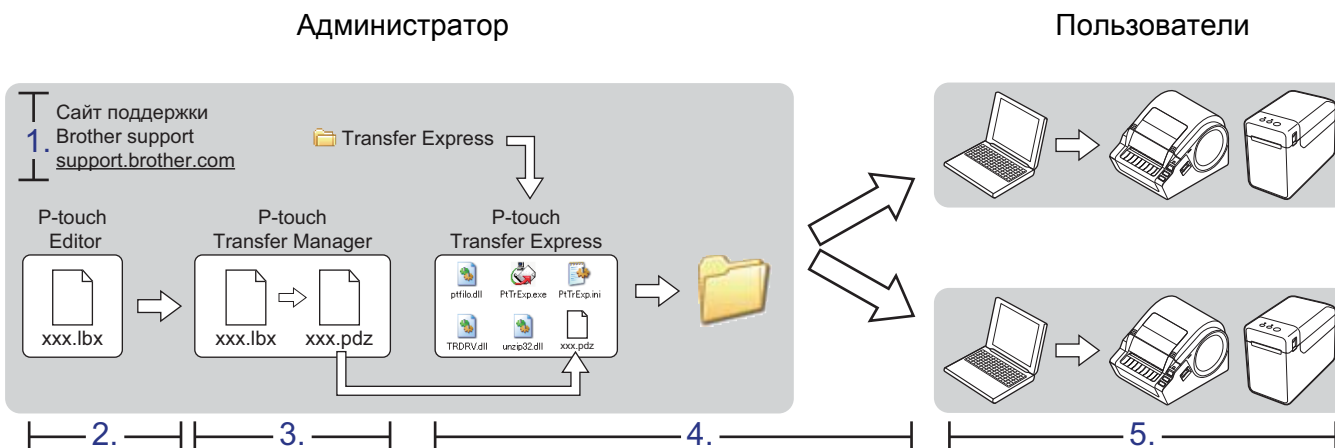 Администратор
Пользователи
1.
Сайт поддержки
Brother support
support.brother.com
Transfer Express
P-touch
Editor
xxx.lbx
P-touch
Transfer Manager
xxx.lbx
xxx.pdz
P-touch
Transfer Express
ptfilo.dll
PtTrExp.exe
PtTrExp.ini
TRDRV.dll
unzip32.dll
xxx.pdz
2.
3.
4.
5.